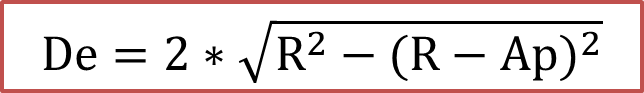 De = 2 * √R² − (R − Ap)²